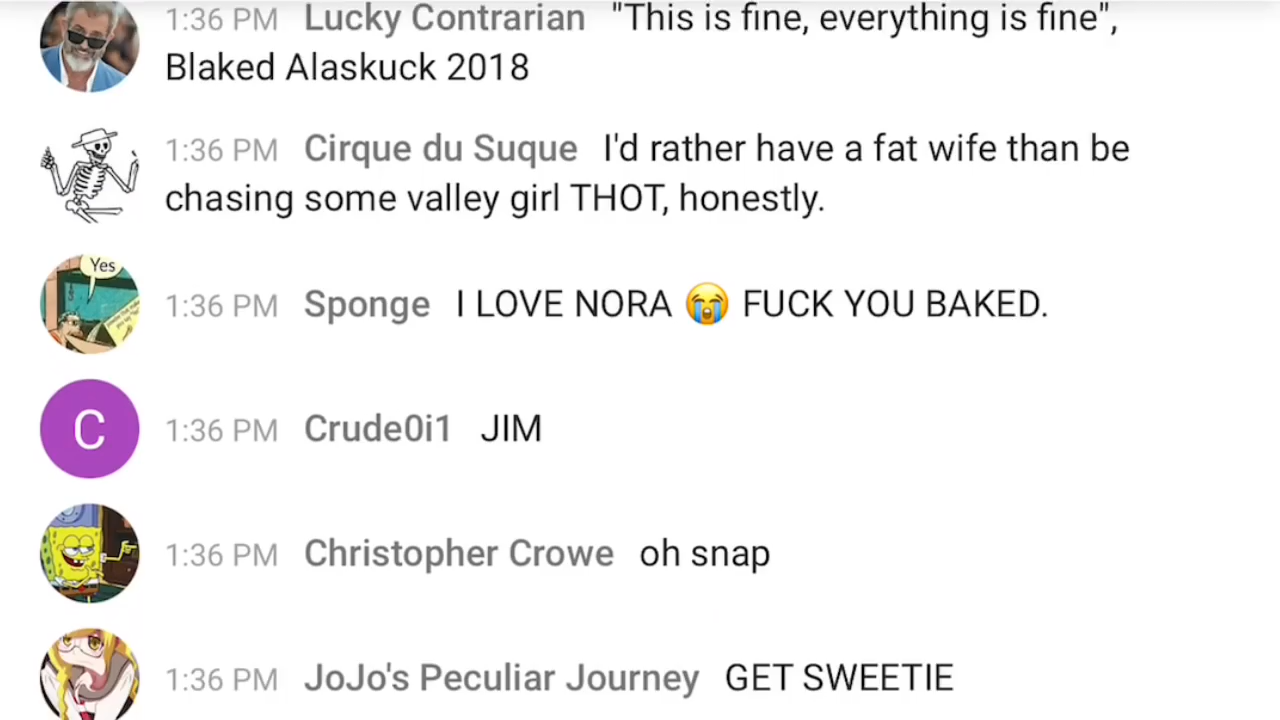 1:36 PM Lucky Contrarian "This is fine, everything is fine",
Blaked Alaskuck 2018
1:36 PM Cirque du Suque I'd rather have a fat wife than be
chasing some valley girl THOT, honestly.
Yes
1:36 PM Sponge I LOVE NORA 😭 FUCK YOU BAKED.
C
1:36 PM Crude0i1 JIM
1:36 PM Christopher Crowe oh snap
1:36 PM JoJo's Peculiar Journey GET SWEETIE